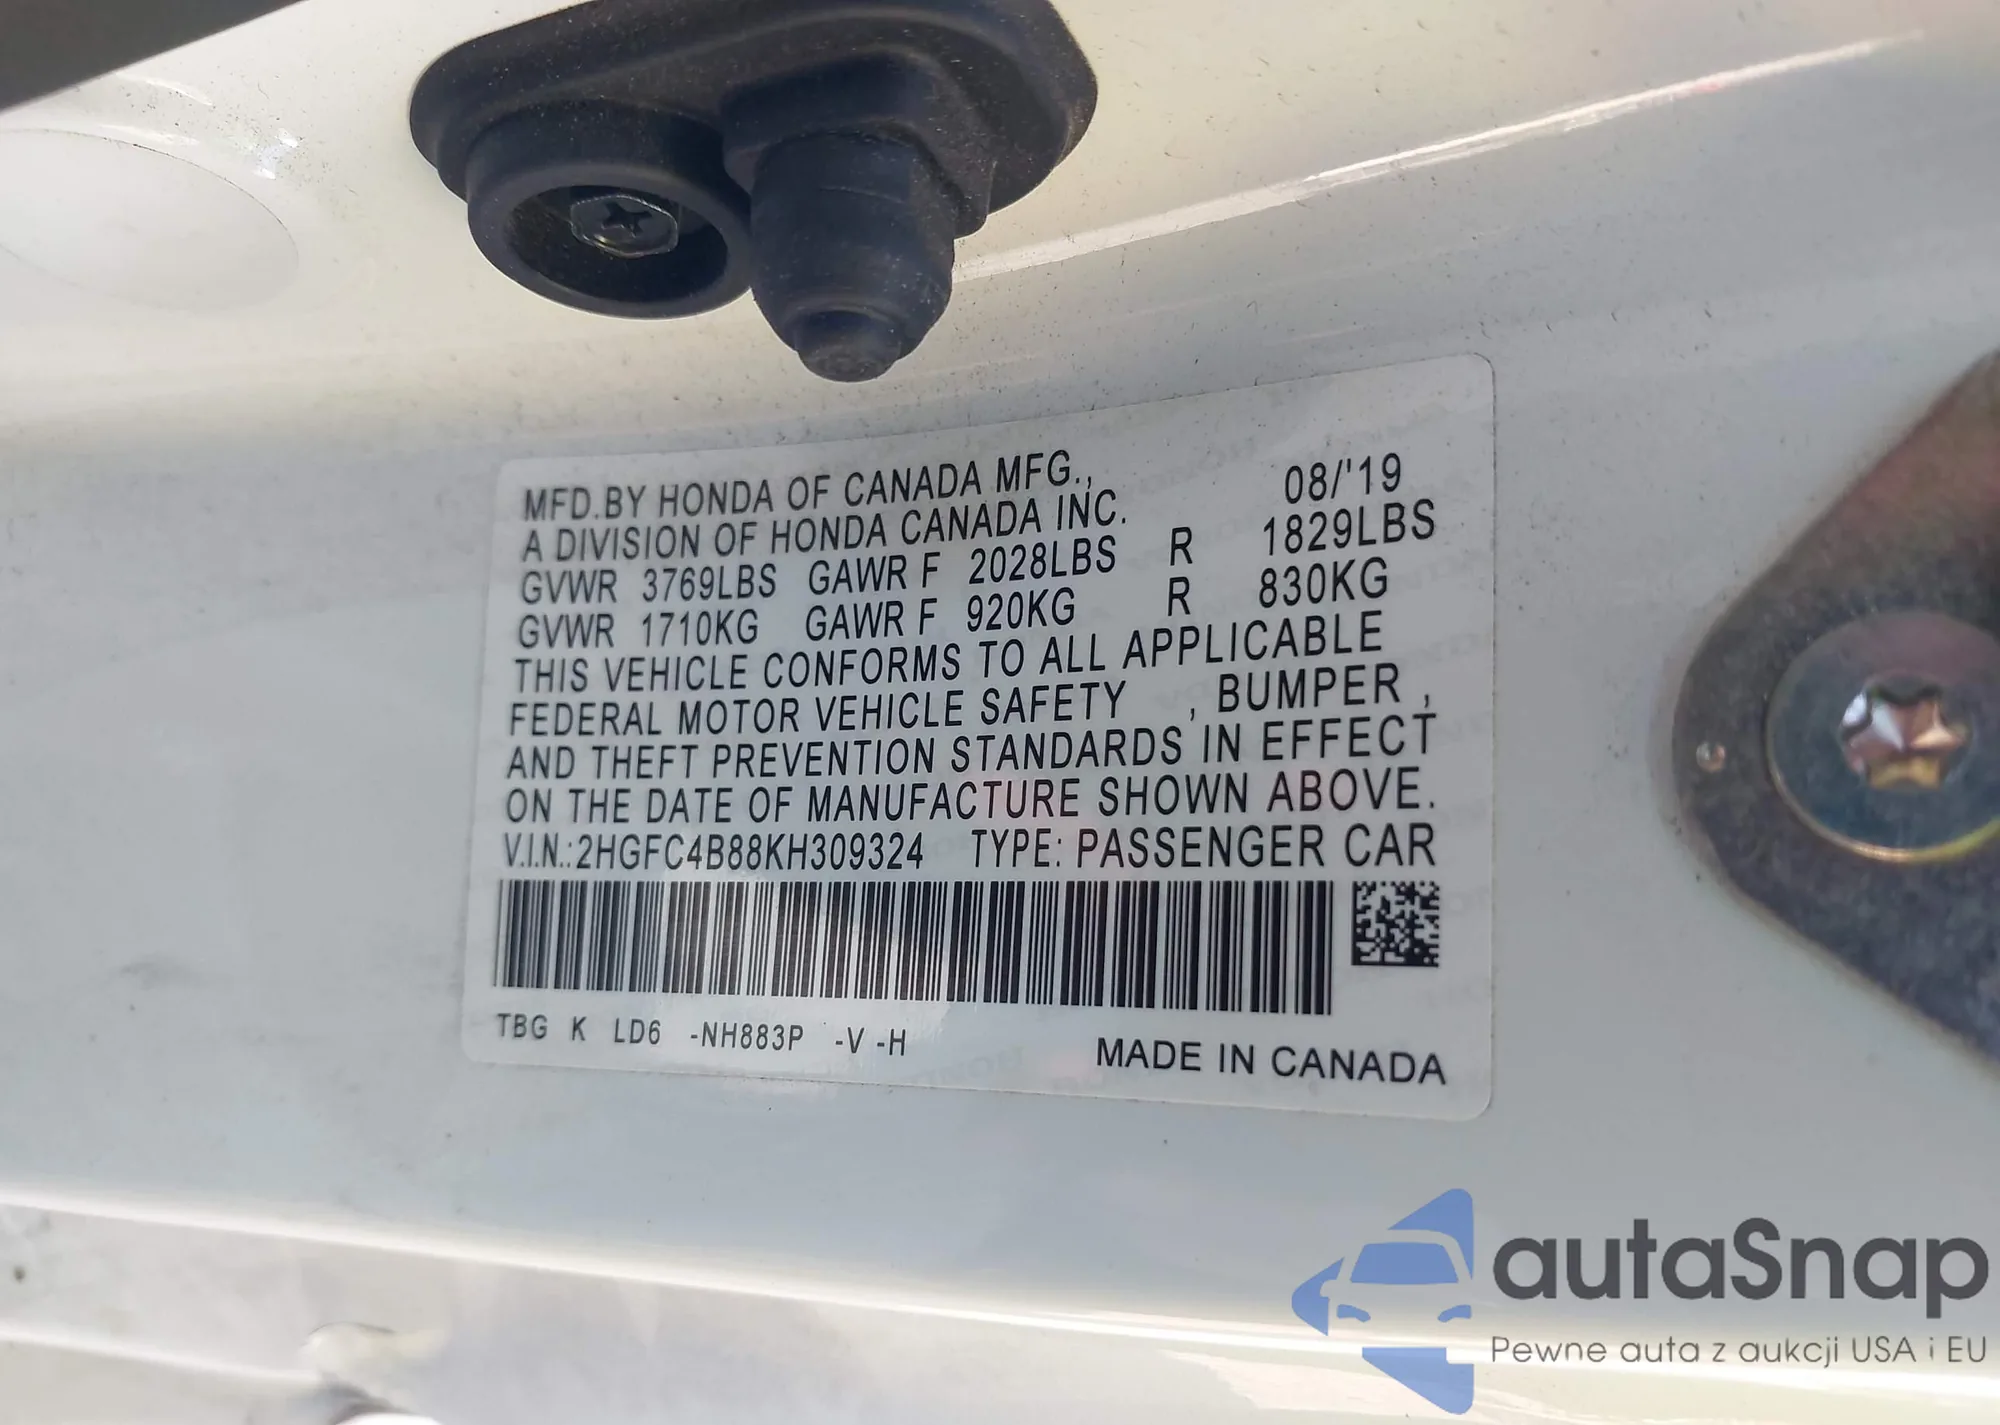 MFD.BY HONDA OF CANADA MFG., 08/'19
A DIVISION OF HONDA CANADA INC.
GVWR 3769LBS GAWR F 2028LBS R 1829LBS
GVWR 1710KG GAWR F 920KG R 830KG
THIS VEHICLE CONFORMS TO ALL APPLICABLE
FEDERAL MOTOR VEHICLE SAFETY , BUMPER ,
AND THEFT PREVENTION STANDARDS IN EFFECT
ON THE DATE OF MANUFACTURE SHOWN ABOVE.
V.I.N.:2HGFC4B88KH309324 TYPE: PASSENGER CAR
TBG K LD6 -NH883P -V -H
MADE IN CANADA
autaSnap
Pewne auta z aukcji USA i EU